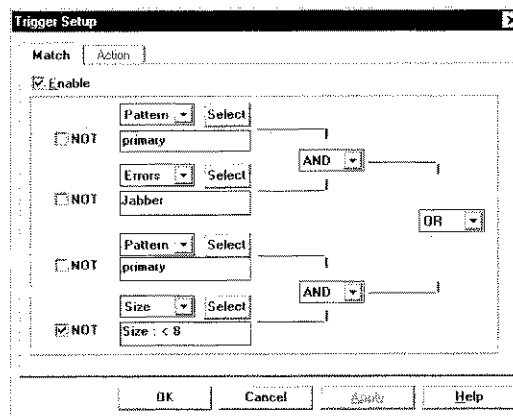 Trigger Setup
Match Action
Enable
Pattern Select
NOT primary
AND
Errors Select
NOT Jabber
OR
Pattern Select
NOT primary
AND
Size Select
NOT Size : < 8
OK Cancel Apply Help